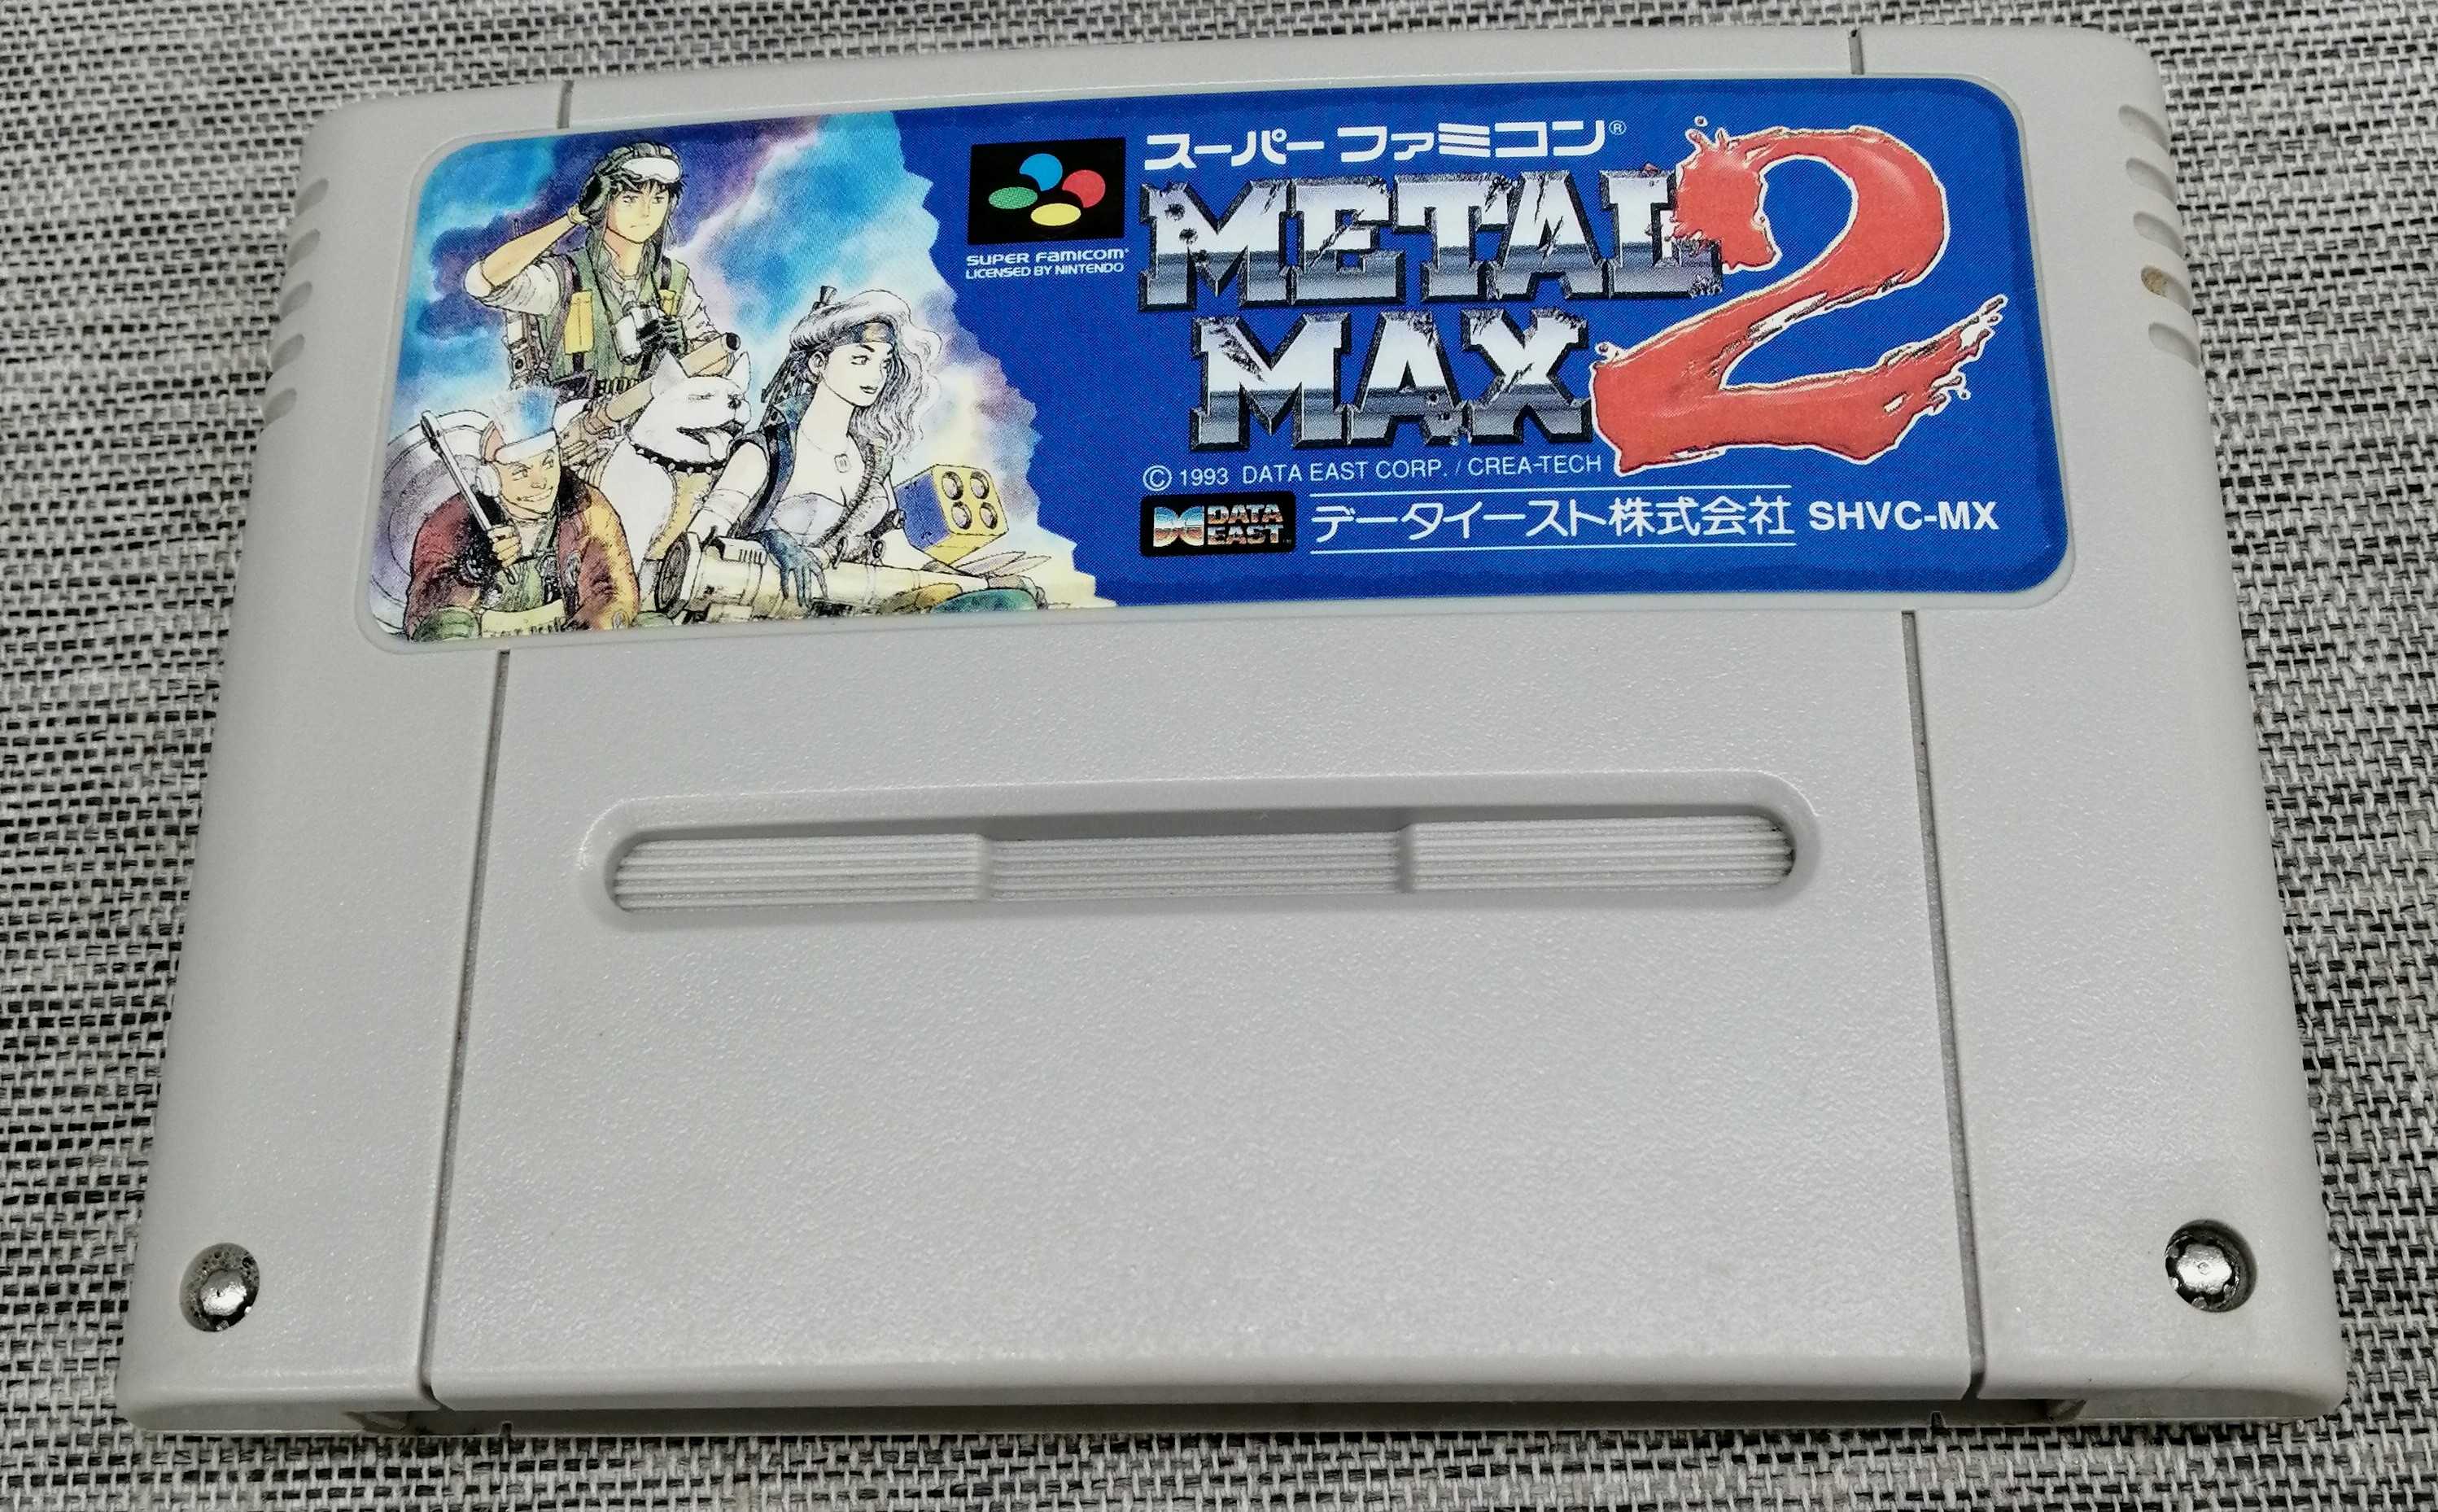 スーパーファミコン®
SUPER FAMICOM®
LICENSED BY NINTENDO
METAL
MAX 2
© 1993 DATA EAST CORP. / CREA-TECH
DATA EAST
データイースト株式会社 SHVC-MX